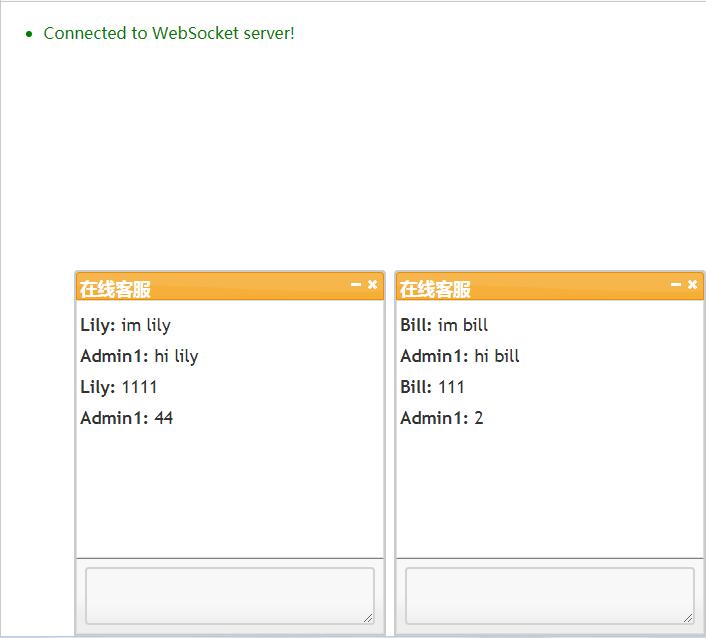 Connected to WebSocket server!
在线客服
Lily: im lily
Admin1: hi lily
Lily: 1111
Admin1: 44
在线客服
Bill: im bill
Admin1: hi bill
Bill: 111
Admin1: 2